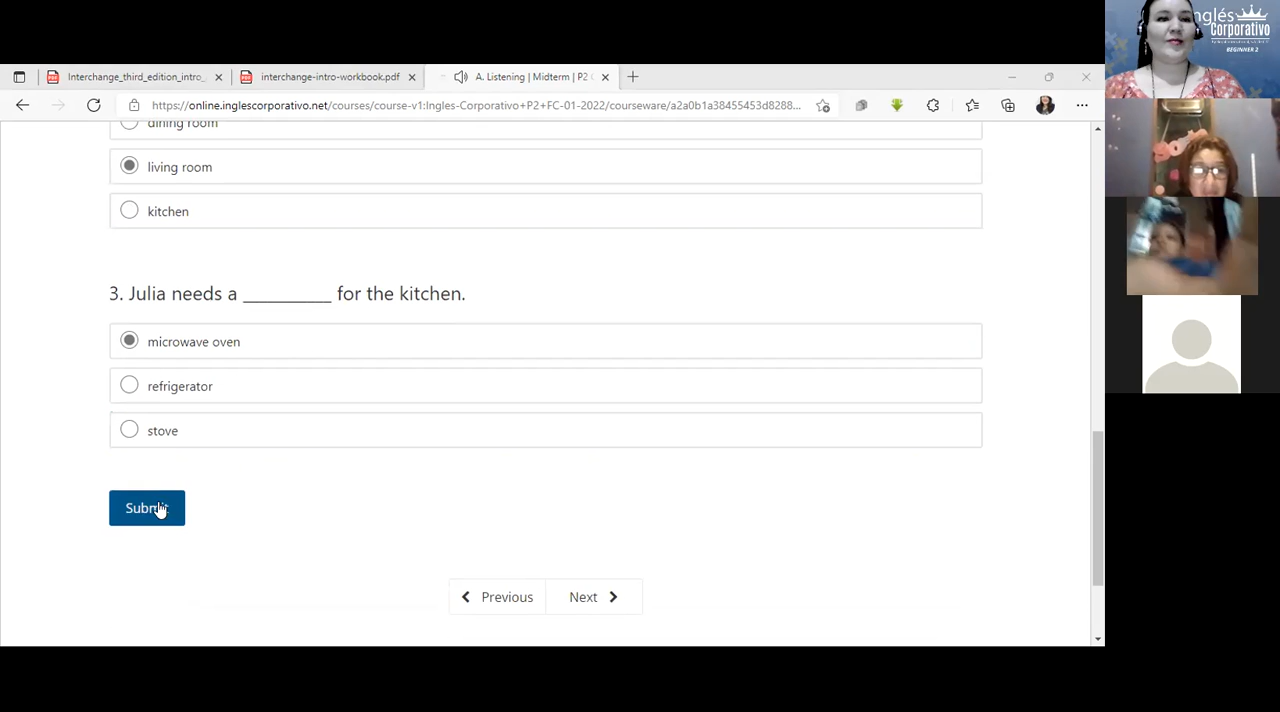 Interchange_third_edition_intro_
interchange-intro-workbook.pdf
A. Listening | Midterm | P2
https://online.inglescorporativo.net/courses/course-v1:Ingles-Corporativo+P2+FC-01-2022/courseware/a2a0b1a38455453d8288...
dining room
living room
kitchen
3. Julia needs a __________ for the kitchen.
microwave oven
refrigerator
stove
Submit
Previous
Next
Inglés
Corporativo
BEGINNER 2